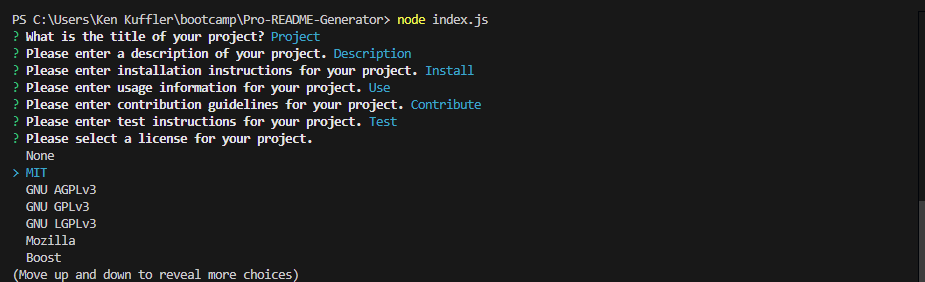 PS C:\Users\Ken Kuffler\bootcamp\Pro-README-Generator> node index.js
? What is the title of your project? Project
? Please enter a description of your project. Description
? Please enter installation instructions for your project. Install
? Please enter usage information for your project. Use
? Please enter contribution guidelines for your project. Contribute
? Please enter test instructions for your project. Test
? Please select a license for your project.
  None
> MIT
  GNU AGPLv3
  GNU GPLv3
  GNU LGPLv3
  Mozilla
  Boost
(Move up and down to reveal more choices)